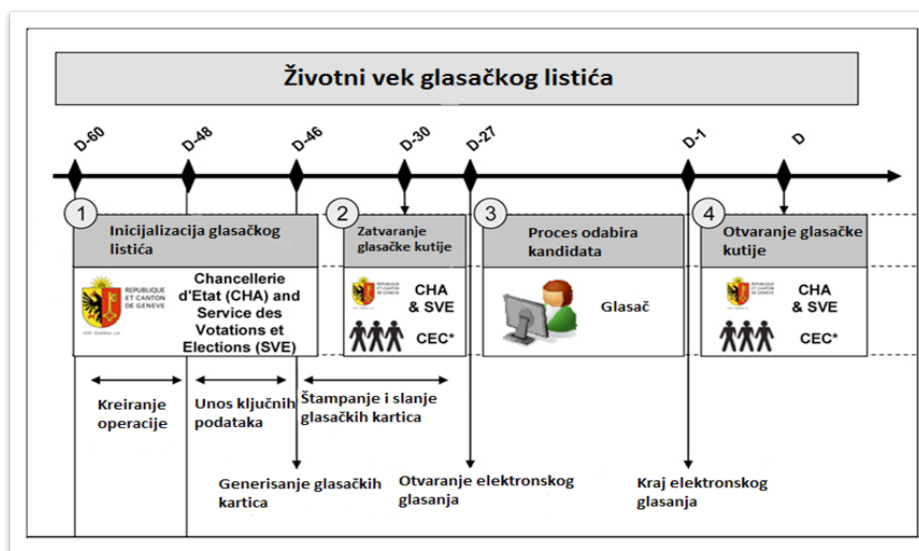 Životni vek glasačkog listića
D-60
D-48
D-46
D-30
D-27
D-1
D
1
Inicijalizacija glasačkog
listića
2
Zatvaranje
glasačke kutije
3
Proces odabira
kandidata
4
Otvaranje glasačke
kutije
REPUBLIQUE
ET CANTON
DE GENEVE
POST TENEBRAS LUX
Chancellerie
d'Etat (CHA) and
Service des
Votations et
Elections (SVE)
REPUBLIQUE
ET CANTON
DE GENEVE
CHA
& SVE
CEC*
Glasač
REPUBLIQUE
ET CANTON
DE GENEVE
CHA
& SVE
CEC*
Kreiranje
operacije
Unos ključnih
podataka
Štampanje i slanje
glasačkih kartica
Generisanje glasačkih
kartica
Otvaranje elektronskog
glasanja
Kraj elektronskog
glasanja